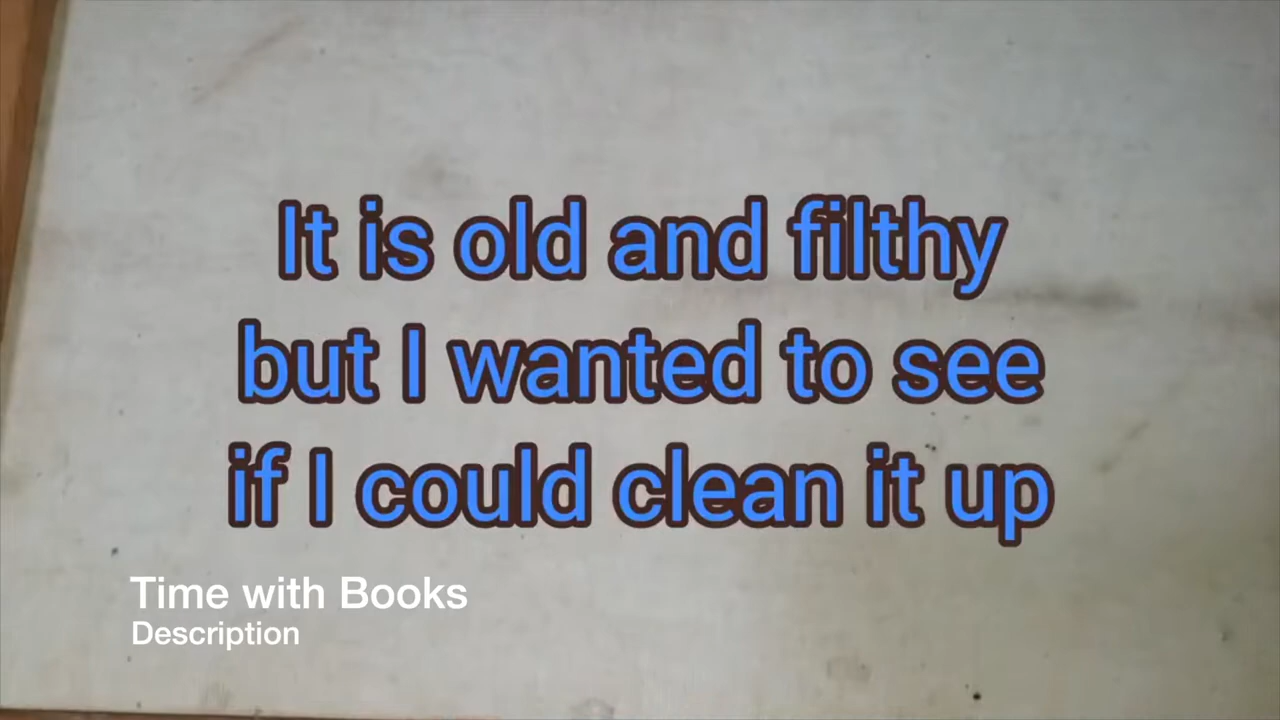 It is old and filthy
but I wanted to see
if I could clean it up
Time with Books
Description